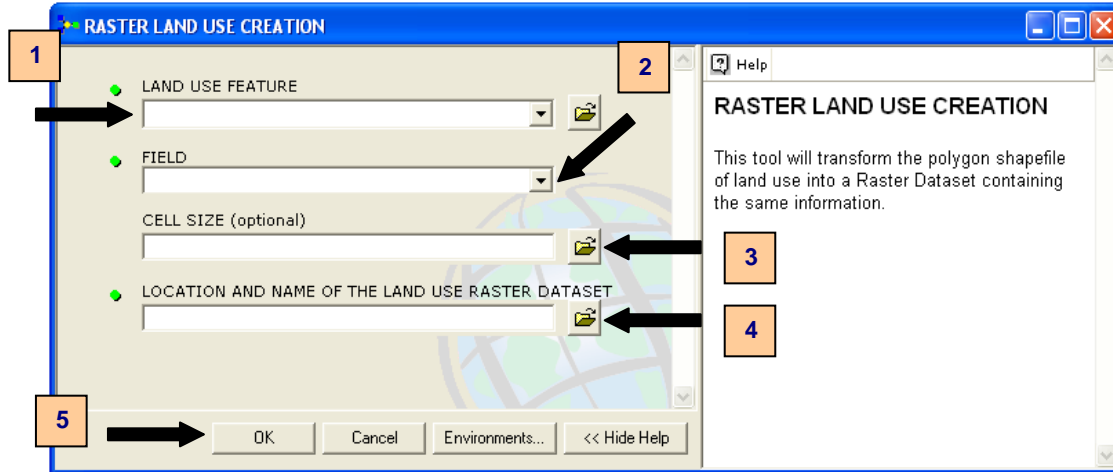 RASTER LAND USE CREATION
1
2
LAND USE FEATURE
FIELD
CELL SIZE (optional)
3
LOCATION AND NAME OF THE LAND USE RASTER DATASET
4
5
OK
Cancel
Environments...
<< Hide Help
Help
RASTER LAND USE CREATION
This tool will transform the polygon shapefile
of land use into a Raster Dataset containing
the same information.